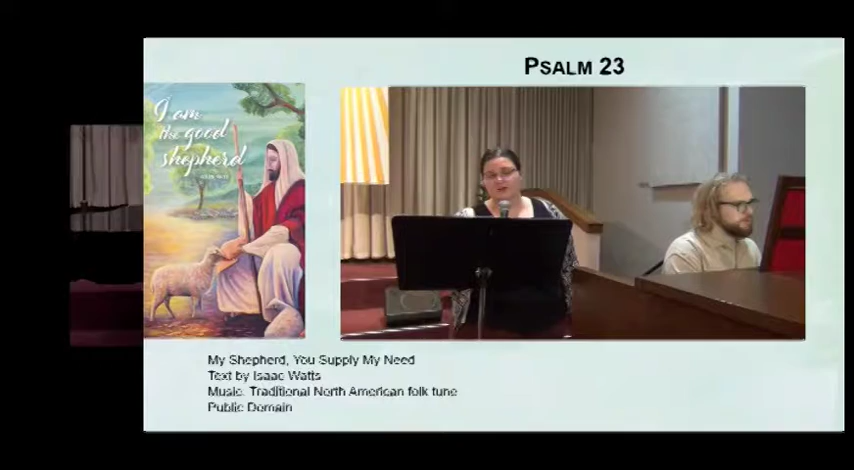 PSALM 23
I am
the good
shepherd
My Shepherd, You Supply My Need
Text by Isaac Watts
Music: Traditional North American folk tune
Public Domain